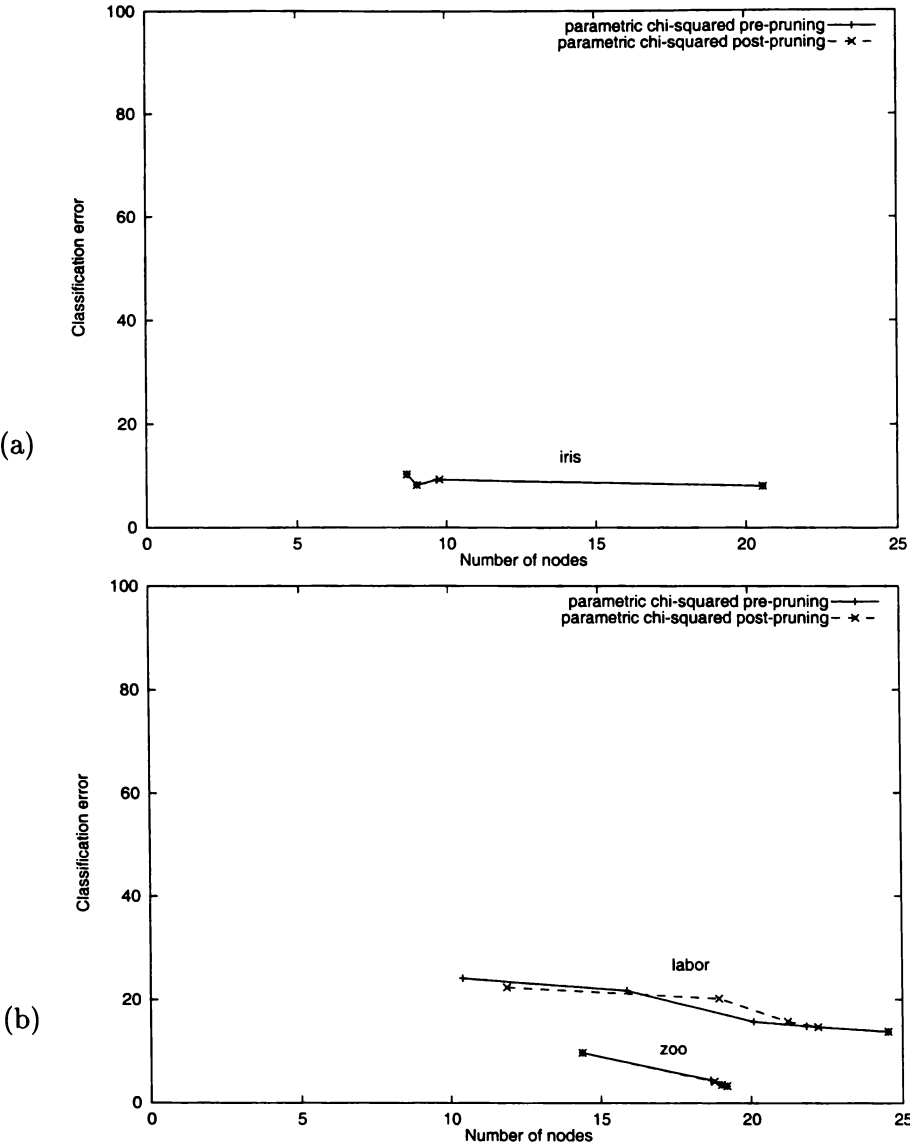 100
parametric chi-squared pre-pruning
parametric chi-squared post-pruning
80
60
Classification error
40
(a)
20
iris
0
0 5 10 15 20 25
Number of nodes
100
parametric chi-squared pre-pruning
parametric chi-squared post-pruning
80
60
Classification error
40
labor
20
(b)
zoo
0
0 5 10 15 20 25
Number of nodes